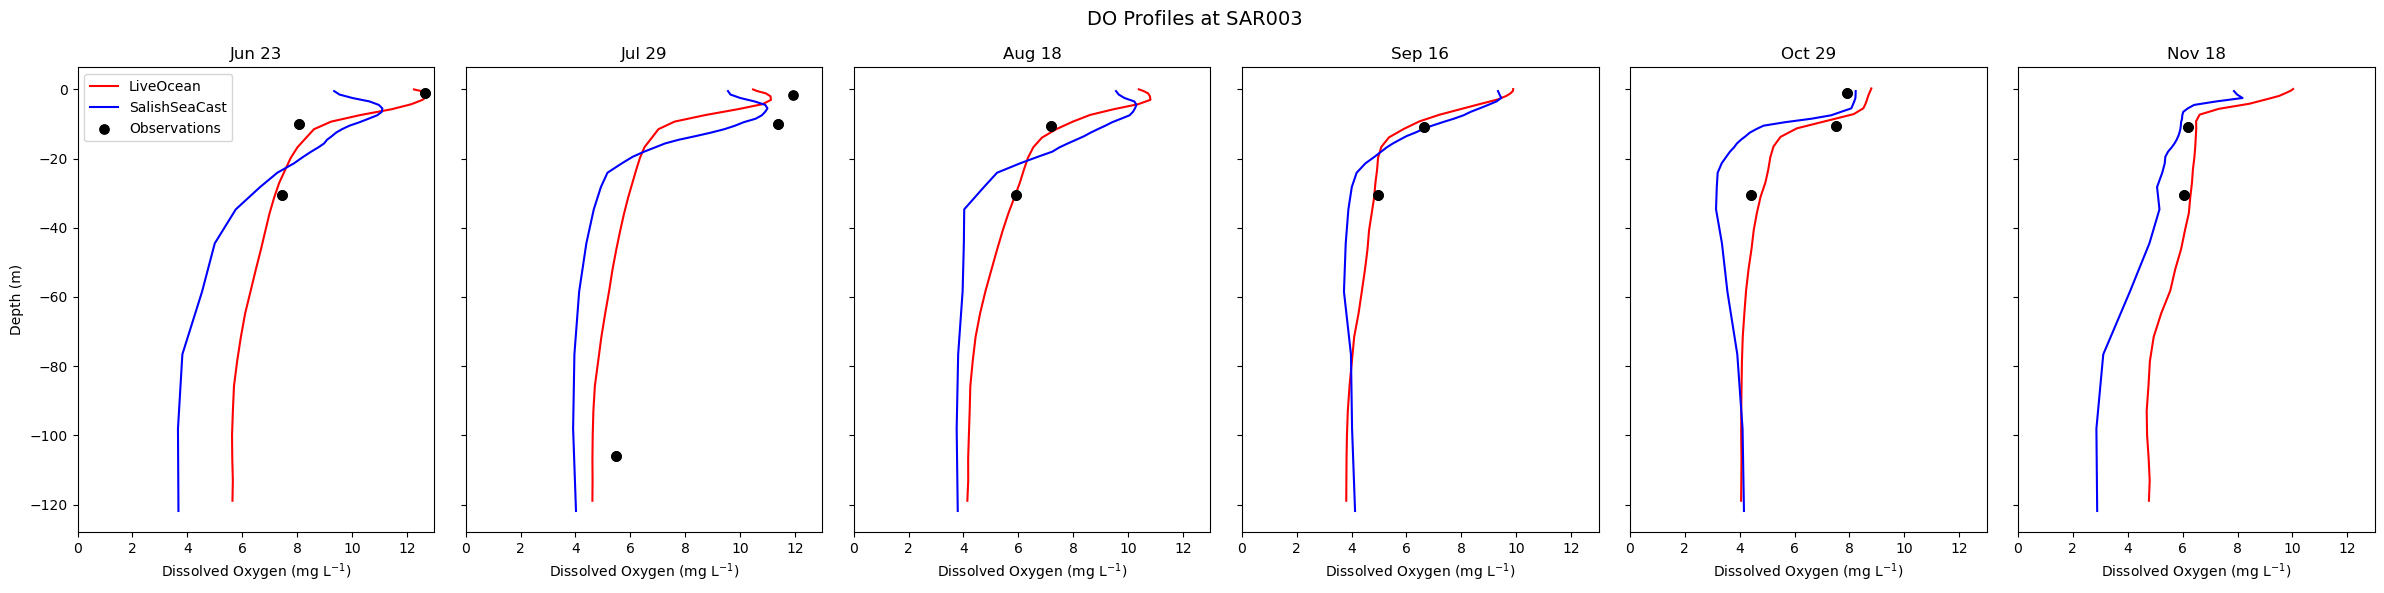 DO Profiles at SAR003
Jun 23
Jul 29
Aug 18
Sep 16
Oct 29
Nov 18
LiveOcean
SalishSeaCast
Observations
Depth (m)
0
−20
−40
−60
−80
−100
−120
0 2 4 6 8 10 12
0 2 4 6 8 10 12
0 2 4 6 8 10 12
0 2 4 6 8 10 12
0 2 4 6 8 10 12
0 2 4 6 8 10 12
Dissolved Oxygen (mg L⁻¹)
Dissolved Oxygen (mg L⁻¹)
Dissolved Oxygen (mg L⁻¹)
Dissolved Oxygen (mg L⁻¹)
Dissolved Oxygen (mg L⁻¹)
Dissolved Oxygen (mg L⁻¹)